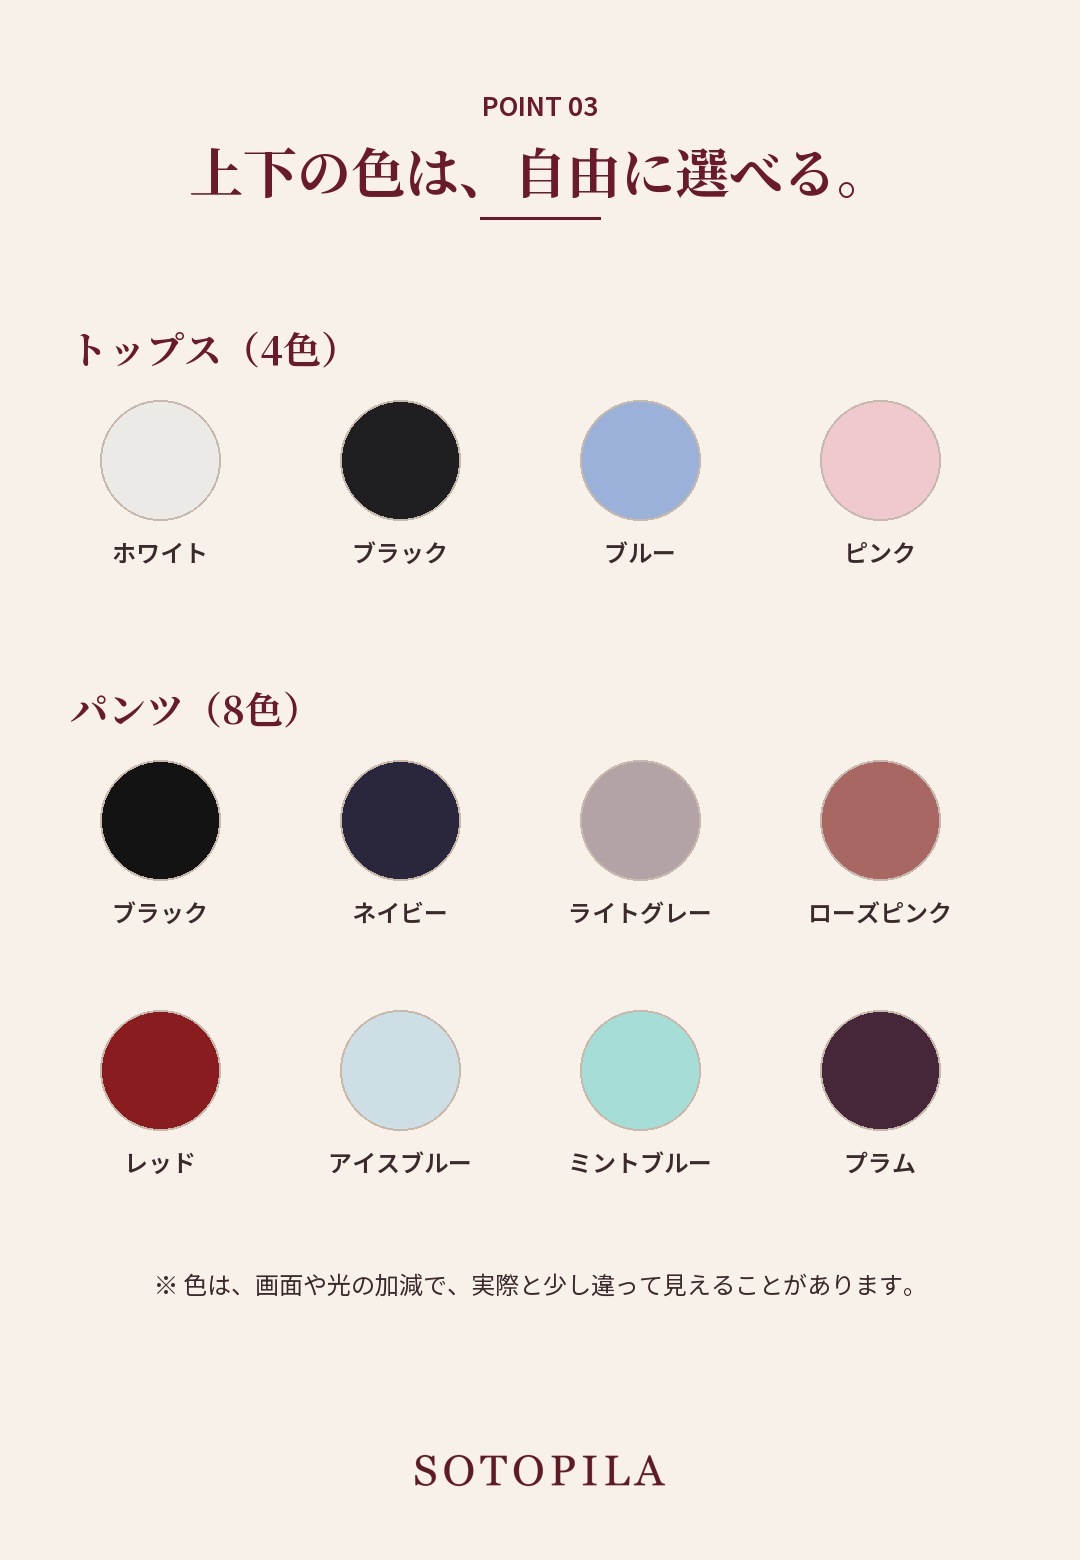 POINT 03
上下の色は、自由に選べる。
トップス（4色）
ホワイト
ブラック
ブルー
ピンク
パンツ（8色）
ブラック
ネイビー
ライトグレー
ローズピンク
レッド
アイスブルー
ミントブルー
プラム
※ 色は、画面や光の加減で、実際と少し違って見えることがあります。
SOTOPILA